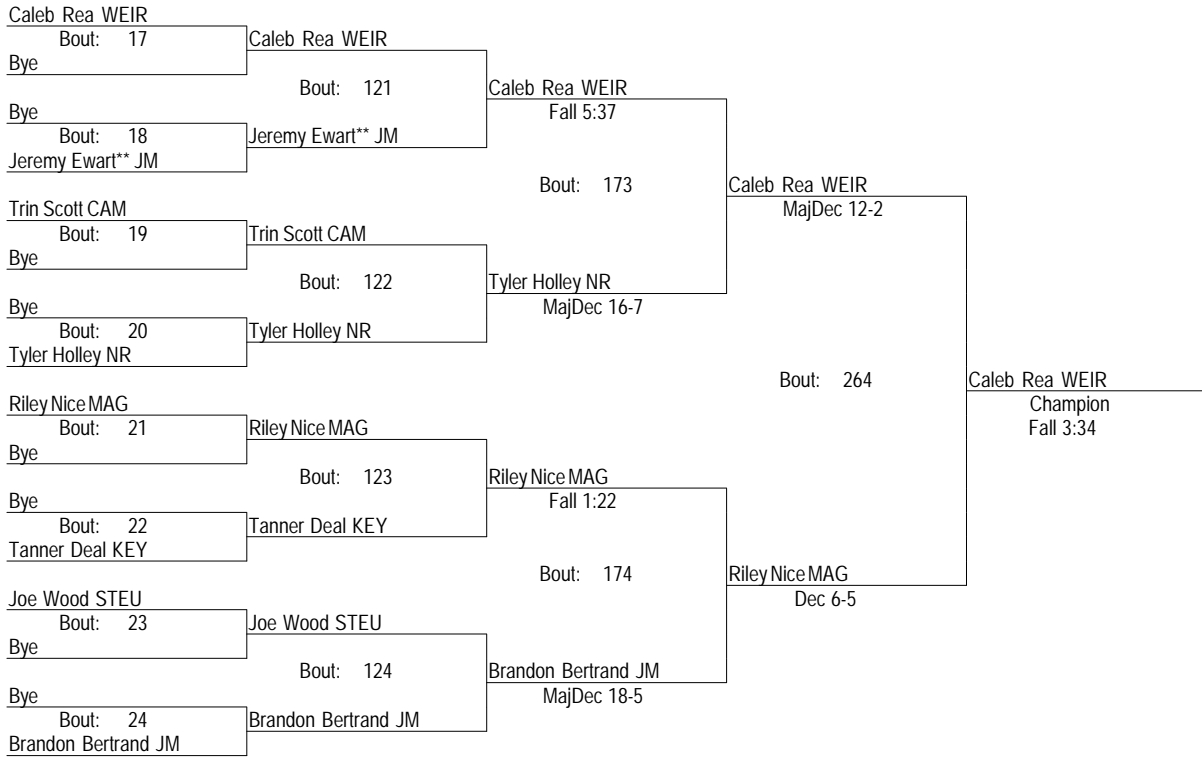 Caleb Rea WEIR
Bout: 17
Caleb Rea WEIR
Bye
Bout: 121
Caleb Rea WEIR
Bye
Fall 5:37
Bout: 18
Jeremy Ewart** JM
Jeremy Ewart** JM
Bout: 173
Caleb Rea WEIR
Trin Scott CAM
MajDec 12-2
Bout: 19
Trin Scott CAM
Bye
Bout: 122
Tyler Holley NR
Bye
MajDec 16-7
Bout: 20
Tyler Holley NR
Tyler Holley NR
Bout: 264
Caleb Rea WEIR
Riley Nice MAG
Champion
Bout: 21
Riley Nice MAG
Fall 3:34
Bye
Bout: 123
Riley Nice MAG
Bye
Fall 1:22
Bout: 22
Tanner Deal KEY
Tanner Deal KEY
Bout: 174
Riley Nice MAG
Joe Wood STEU
Dec 6-5
Bout: 23
Joe Wood STEU
Bye
Bout: 124
Brandon Bertrand JM
Bye
MajDec 18-5
Bout: 24
Brandon Bertrand JM
Brandon Bertrand JM